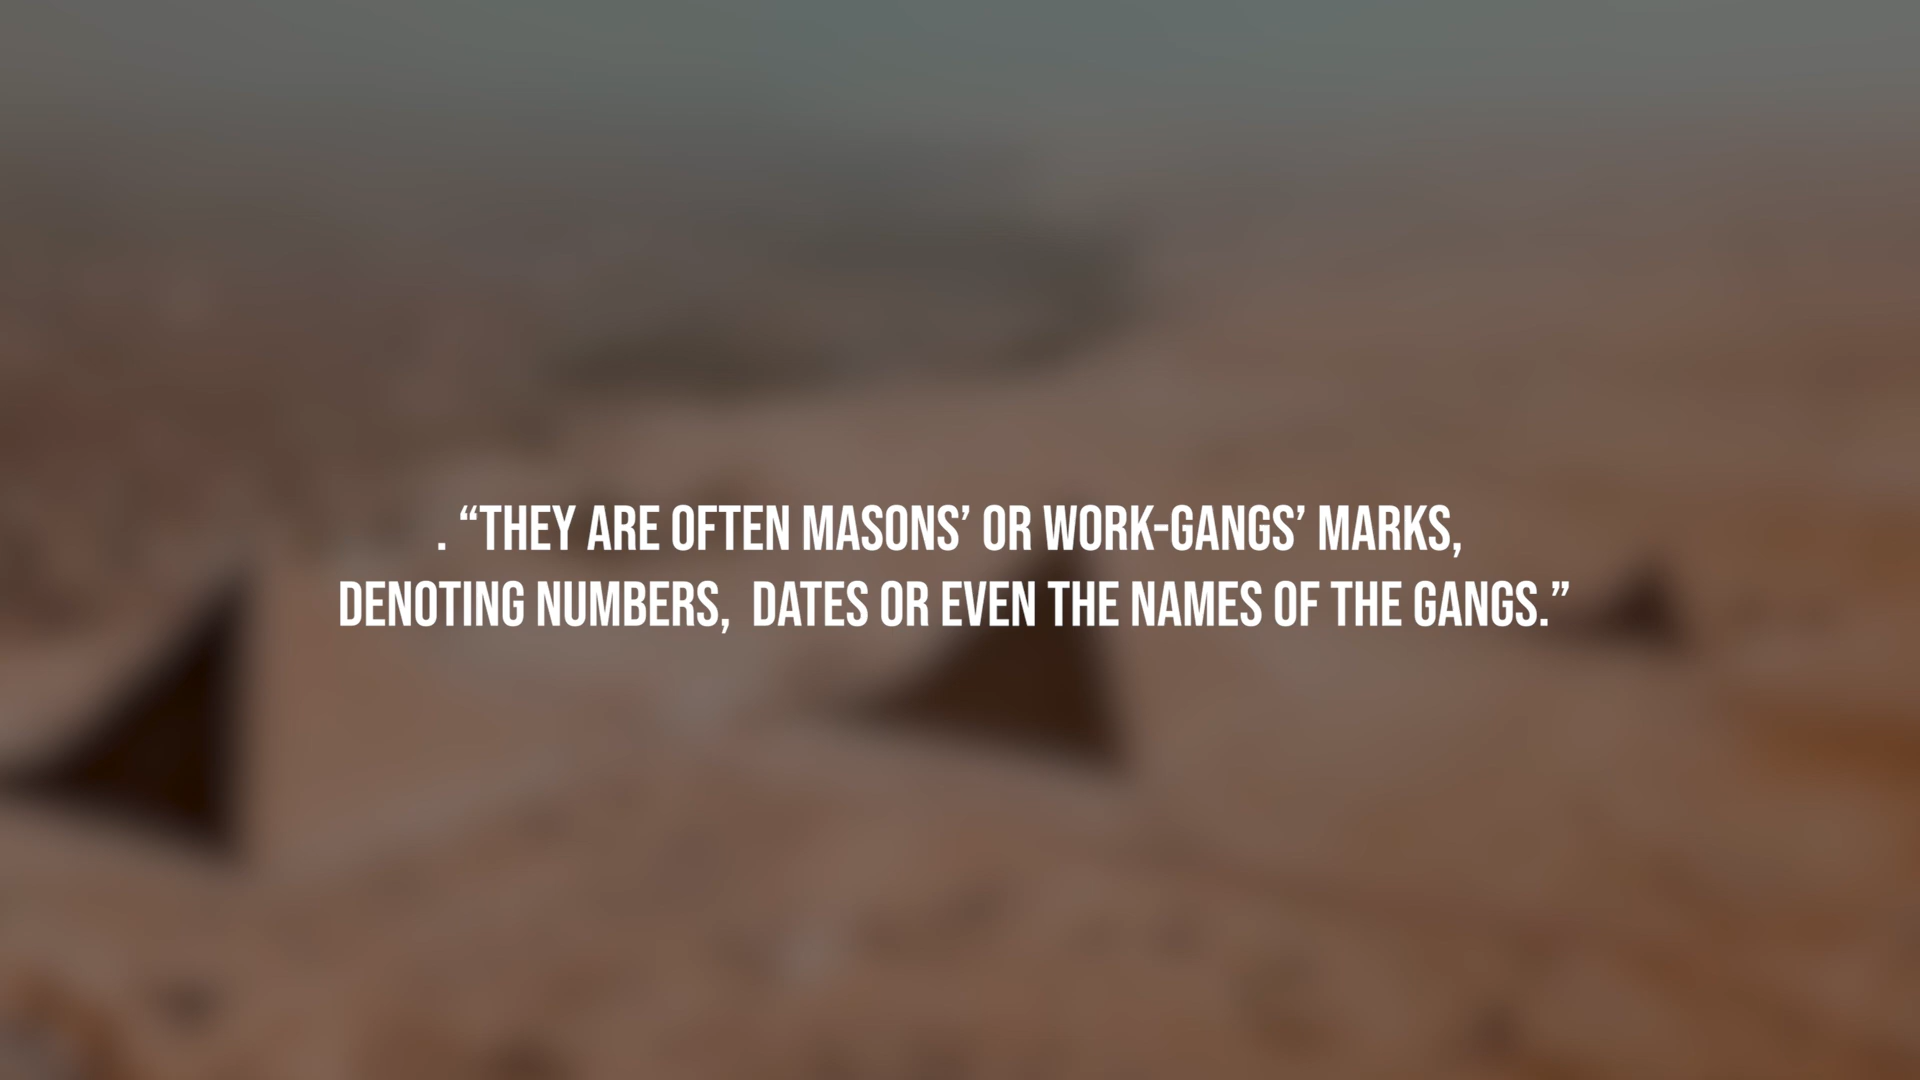 . “THEY ARE OFTEN MASONS’ OR WORK-GANGS’ MARKS,
DENOTING NUMBERS,  DATES OR EVEN THE NAMES OF THE GANGS.”